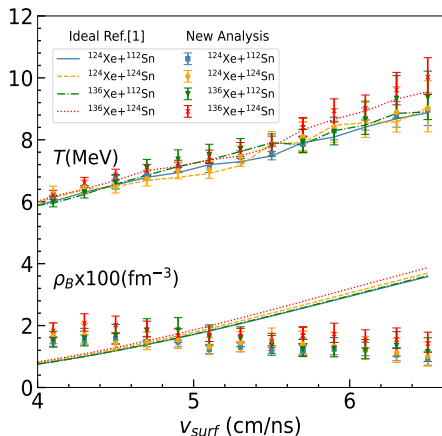 Ideal Ref.[1] New Analysis
¹²⁴Xe+¹¹²Sn ¹²⁴Xe+¹¹²Sn
¹²⁴Xe+¹²⁴Sn ¹²⁴Xe+¹²⁴Sn
¹³⁶Xe+¹¹²Sn ¹³⁶Xe+¹¹²Sn
¹³⁶Xe+¹²⁴Sn ¹³⁶Xe+¹²⁴Sn
T(MeV)
ρ_B x100(fm⁻³)
12
10
8
6
4
2
0
4 5 6
v_surf (cm/ns)